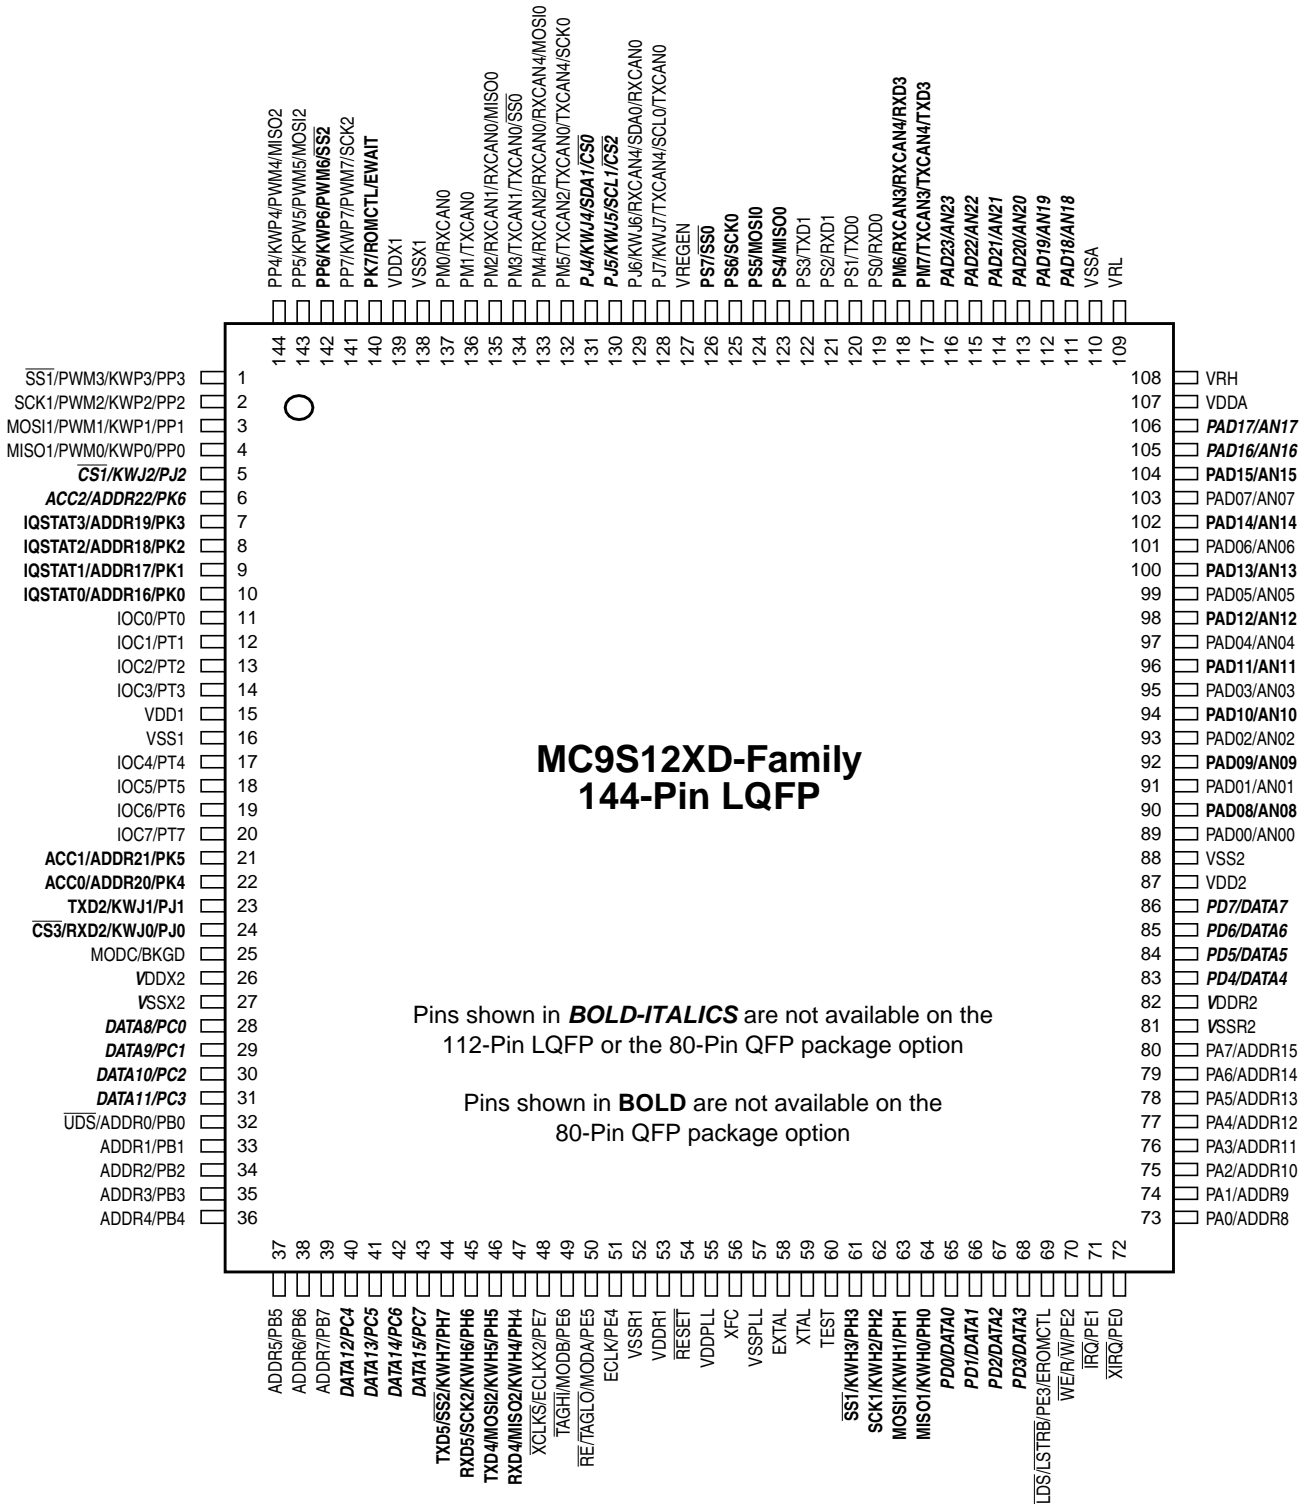 PP4/KWP4/PWM4/MISO2
PP5/KPW5/PWM5/MOSI2
PP6/KWP6/PWM6/SS2
PP7/KWP7/PWM7/SCK2
PK7/ROMCTL/EWAIT
VDDX1
VSSX1
PM0/RXCAN0
PM1/TXCAN0
PM2/RXCAN1/RXCAN0/MISO0
PM3/TXCAN1/TXCAN0/SS0
PM4/RXCAN2/RXCAN0/RXCAN4/MOSI0
PM5/TXCAN2/TXCAN0/TXCAN4/SCK0
PJ4/KWJ4/SDA1/CS0
PJ5/KWJ5/SCL1/CS2
PJ6/KWJ6/RXCAN4/SDA0/RXCAN0
PJ7/KWJ7/TXCAN4/SCL0/TXCAN0
VREGEN
PS7/SS0
PS6/SCK0
PS5/MOSI0
PS4/MISO0
PS3/TXD1
PS2/RXD1
PS1/TXD0
PS0/RXD0
PM6/RXCAN3/RXCAN4/RXD3
PM7/TXCAN3/TXCAN4/TXD3
PAD23/AN23
PAD22/AN22
PAD21/AN21
PAD20/AN20
PAD19/AN19
PAD18/AN18
VSSA
VRL
144
143
142
141
140
139
138
137
136
135
134
133
132
131
130
129
128
127
126
125
124
123
122
121
120
119
118
117
116
115
114
113
112
111
110
109
SS1/PWM3/KWP3/PP3 1
SCK1/PWM2/KWP2/PP2 2
MOSI1/PWM1/KWP1/PP1 3
MISO1/PWM0/KWP0/PP0 4
CS1/KWJ2/PJ2 5
ACC2/ADDR22/PK6 6
IQSTAT3/ADDR19/PK3 7
IQSTAT2/ADDR18/PK2 8
IQSTAT1/ADDR17/PK1 9
IQSTAT0/ADDR16/PK0 10
IOC0/PT0 11
IOC1/PT1 12
IOC2/PT2 13
IOC3/PT3 14
VDD1 15
VSS1 16
IOC4/PT4 17
IOC5/PT5 18
IOC6/PT6 19
IOC7/PT7 20
ACC1/ADDR21/PK5 21
ACC0/ADDR20/PK4 22
TXD2/KWJ1/PJ1 23
CS3/RXD2/KWJ0/PJ0 24
MODC/BKGD 25
VDDX2 26
VSSX2 27
DATA8/PC0 28
DATA9/PC1 29
DATA10/PC2 30
DATA11/PC3 31
UDS/ADDR0/PB0 32
ADDR1/PB1 33
ADDR2/PB2 34
ADDR3/PB3 35
ADDR4/PB4 36
MC9S12XD-Family
144-Pin LQFP
Pins shown in BOLD-ITALICS are not available on the
112-Pin LQFP or the 80-Pin QFP package option
Pins shown in BOLD are not available on the
80-Pin QFP package option
108 VRH
107 VDDA
106 PAD17/AN17
105 PAD16/AN16
104 PAD15/AN15
103 PAD07/AN07
102 PAD14/AN14
101 PAD06/AN06
100 PAD13/AN13
99 PAD05/AN05
98 PAD12/AN12
97 PAD04/AN04
96 PAD11/AN11
95 PAD03/AN03
94 PAD10/AN10
93 PAD02/AN02
92 PAD09/AN09
91 PAD01/AN01
90 PAD08/AN08
89 PAD00/AN00
88 VSS2
87 VDD2
86 PD7/DATA7
85 PD6/DATA6
84 PD5/DATA5
83 PD4/DATA4
82 VDDR2
81 VSSR2
80 PA7/ADDR15
79 PA6/ADDR14
78 PA5/ADDR13
77 PA4/ADDR12
76 PA3/ADDR11
75 PA2/ADDR10
74 PA1/ADDR9
73 PA0/ADDR8
37
38
39
40
41
42
43
44
45
46
47
48
49
50
51
52
53
54
55
56
57
58
59
60
61
62
63
64
65
66
67
68
69
70
71
72
ADDR5/PB5
ADDR6/PB6
ADDR7/PB7
DATA12/PC4
DATA13/PC5
DATA14/PC6
DATA15/PC7
TXD5/SS2/KWH7/PH7
RXD5/SCK2/KWH6/PH6
TXD4/MOSI2/KWH5/PH5
RXD4/MISO2/KWH4/PH4
XCLKS/ECLKX2/PE7
TAGHI/MODB/PE6
RE/TAGLO/MODA/PE5
ECLK/PE4
VSSR1
VDDR1
RESET
VDDPLL
XFC
VSSPLL
EXTAL
XTAL
TEST
SS1/KWH3/PH3
SCK1/KWH2/PH2
MOSI1/KWH1/PH1
MISO1/KWH0/PH0
PD0/DATA0
PD1/DATA1
PD2/DATA2
PD3/DATA3
LDS/LSTRB/PE3/EROMCTL
WE/R/W/PE2
IRQ/PE1
XIRQ/PE0